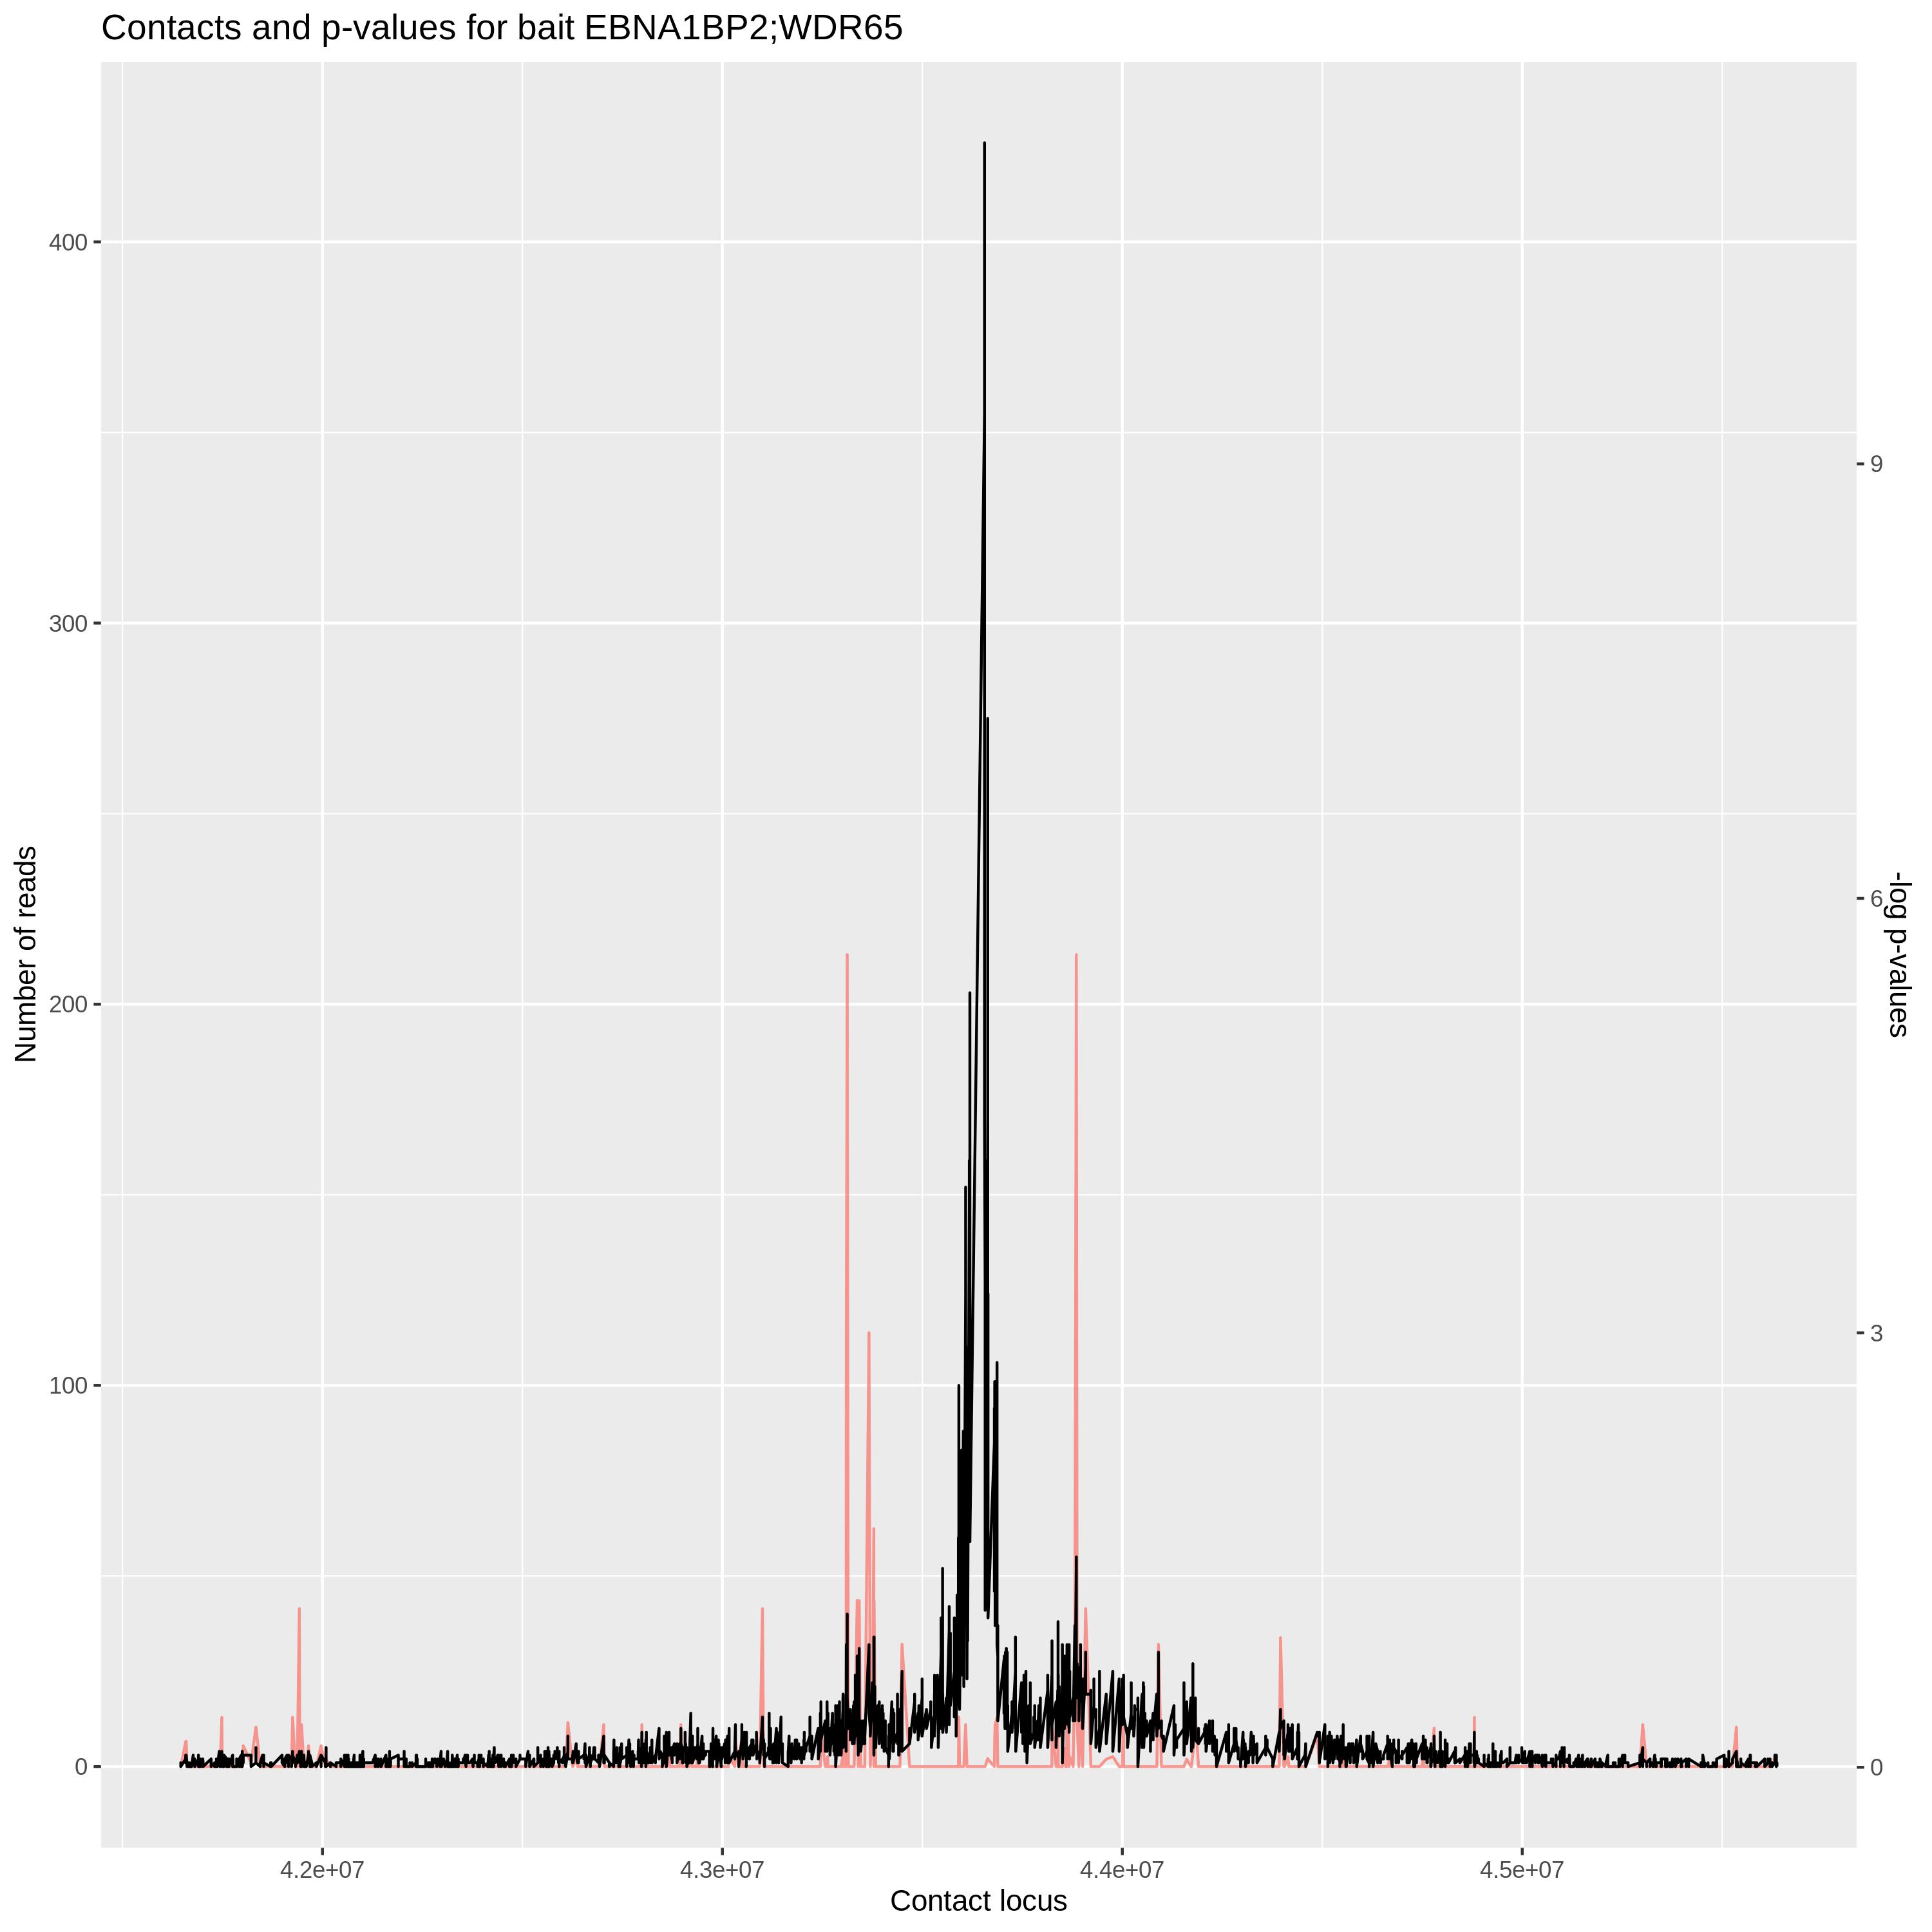 Contacts and p-values for bait EBNA1BP2;WDR65
400
300
200
100
0
Number of reads
9
6
3
0
-log p-values
4.2e+07
4.3e+07
4.4e+07
4.5e+07
Contact locus